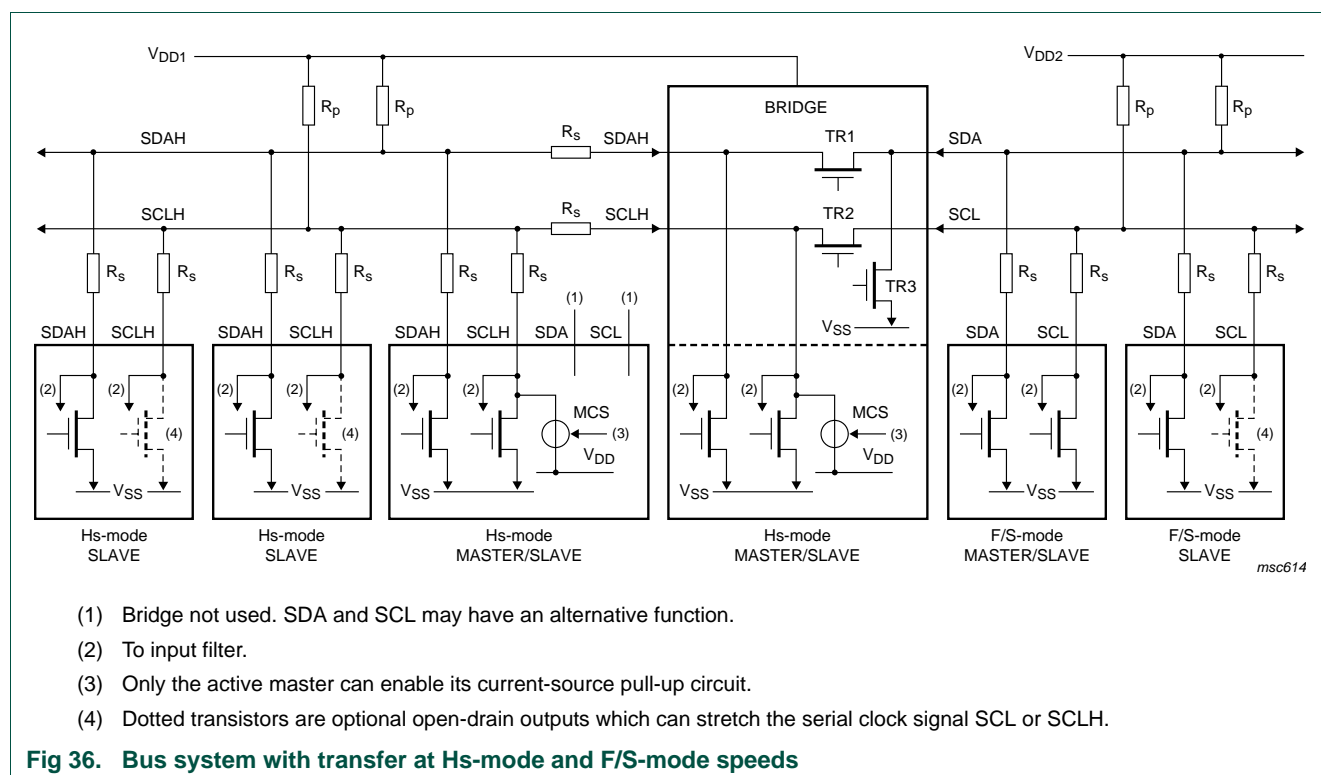 VDD1
VDD2
BRIDGE
Rp
Rp
Rp
Rp
SDAH
Rs
SDAH
TR1
SDA
SCLH
Rs
SCLH
TR2
SCL
Rs
Rs
Rs
Rs
Rs
Rs
TR3
Rs
Rs
Rs
Rs
(1)
(1)
VSS
SDAH
SCLH
SDAH
SCLH
SDAH
SCLH
SDA
SCL
SDA
SCL
SDA
SCL
(2)
(2)
(2)
(2)
(2)
(2)
(2)
(2)
(2)
(2)
(2)
(2)
MCS
MCS
(4)
(4)
(3)
(3)
(4)
VDD
VDD
VSS
VSS
VSS
VSS
VSS
VSS
Hs-mode
SLAVE
Hs-mode
SLAVE
Hs-mode
MASTER/SLAVE
Hs-mode
MASTER/SLAVE
F/S-mode
MASTER/SLAVE
F/S-mode
SLAVE
msc614
(1) Bridge not used. SDA and SCL may have an alternative function.
(2) To input filter.
(3) Only the active master can enable its current-source pull-up circuit.
(4) Dotted transistors are optional open-drain outputs which can stretch the serial clock signal SCL or SCLH.
Fig 36. Bus system with transfer at Hs-mode and F/S-mode speeds